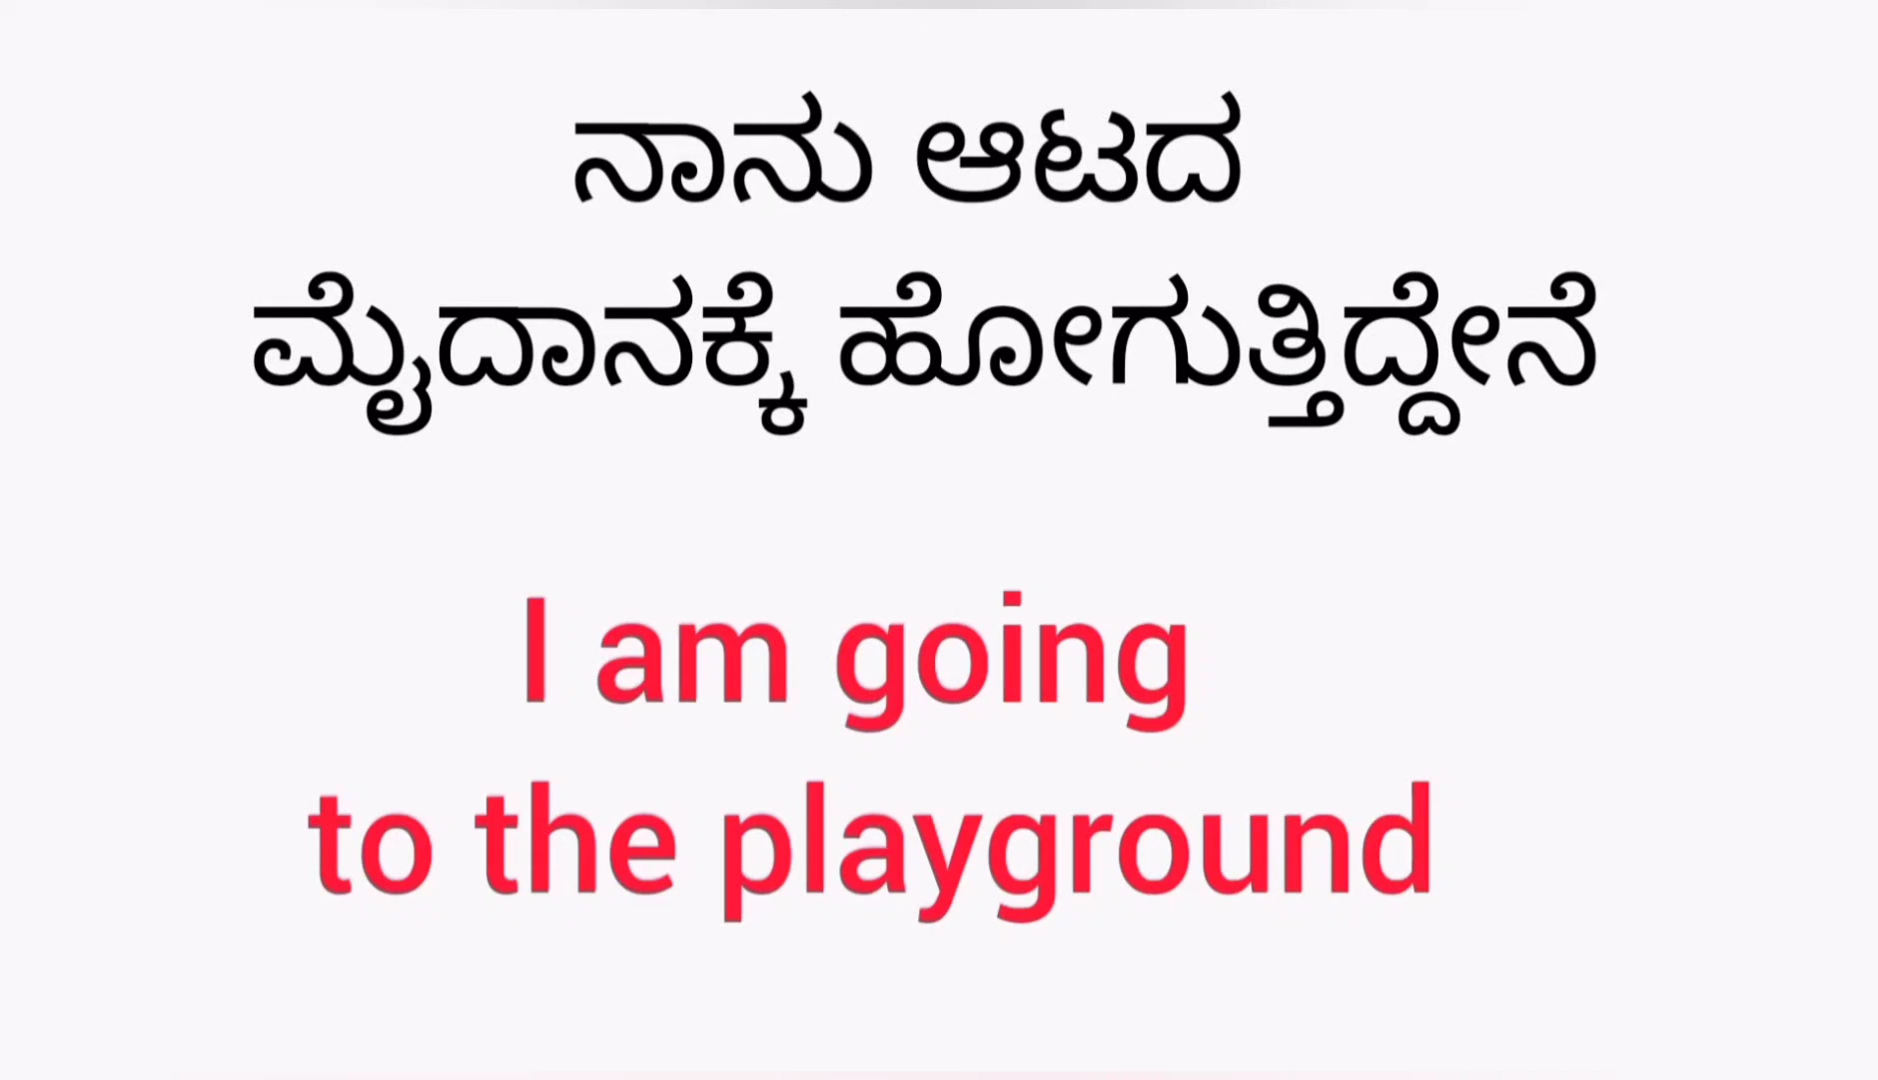 ನಾನು ಆಟದ
ಮೈದಾನಕ್ಕೆ ಹೋಗುತ್ತಿದ್ದೇನೆ
I am going
to the playground